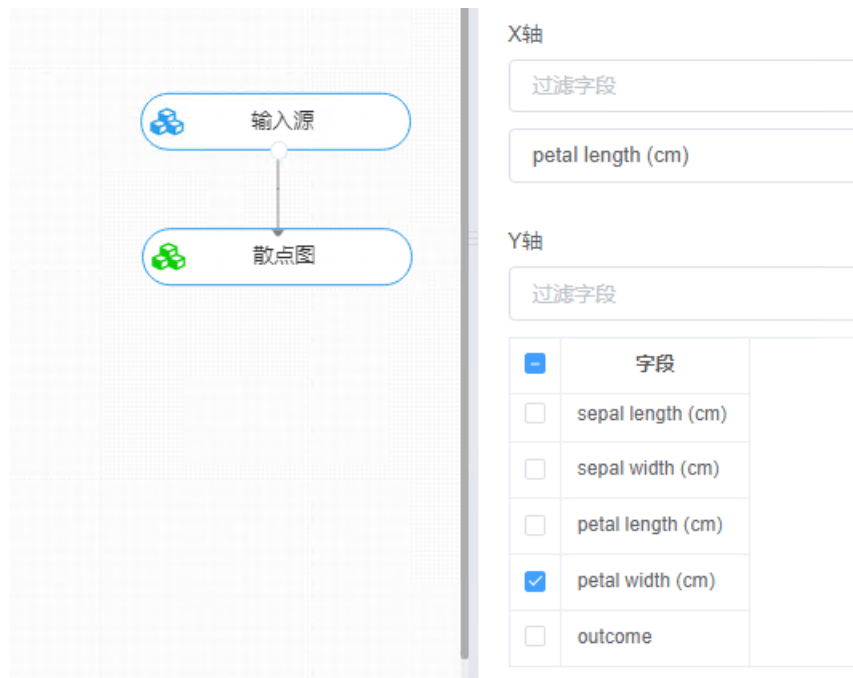 输入源
散点图
X轴
过滤字段
petal length (cm)
Y轴
过滤字段
字段
sepal length (cm)
sepal width (cm)
petal length (cm)
petal width (cm)
outcome